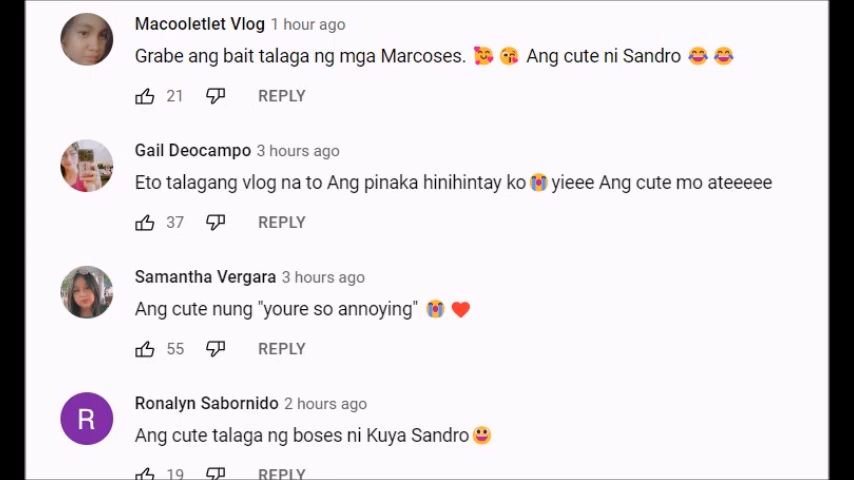 Macooletlet Vlog 1 hour ago
Grabe ang bait talaga ng mga Marcoses. 🥰 😘 Ang cute ni Sandro 😂 😂
21 REPLY
Gail Deocampo 3 hours ago
Eto talagang vlog na to Ang pinaka hinihintay ko 😭 yieee Ang cute mo ateeeee
37 REPLY
Samantha Vergara 3 hours ago
Ang cute nung "youre so annoying" 😭 ♥️
55 REPLY
R
Ronalyn Sabornido 2 hours ago
Ang cute talaga ng boses ni Kuya Sandro 😃
19 REPLY